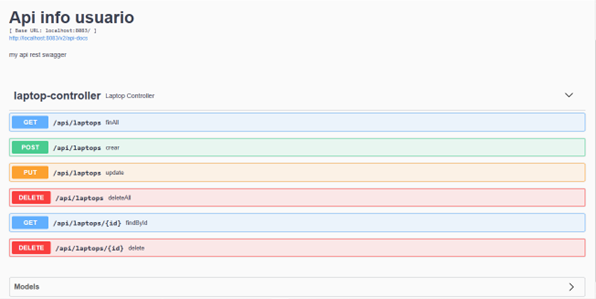 Api info usuario
[ Base URL: localhost:8083/ ]
http://localhost:8083/v2/api-docs
my api rest swagger
laptop-controller Laptop Controller
GET /api/laptops finAll
POST /api/laptops crear
PUT /api/laptops update
DELETE /api/laptops deleteAll
GET /api/laptops/{id} findById
DELETE /api/laptops/{id} delete
Models